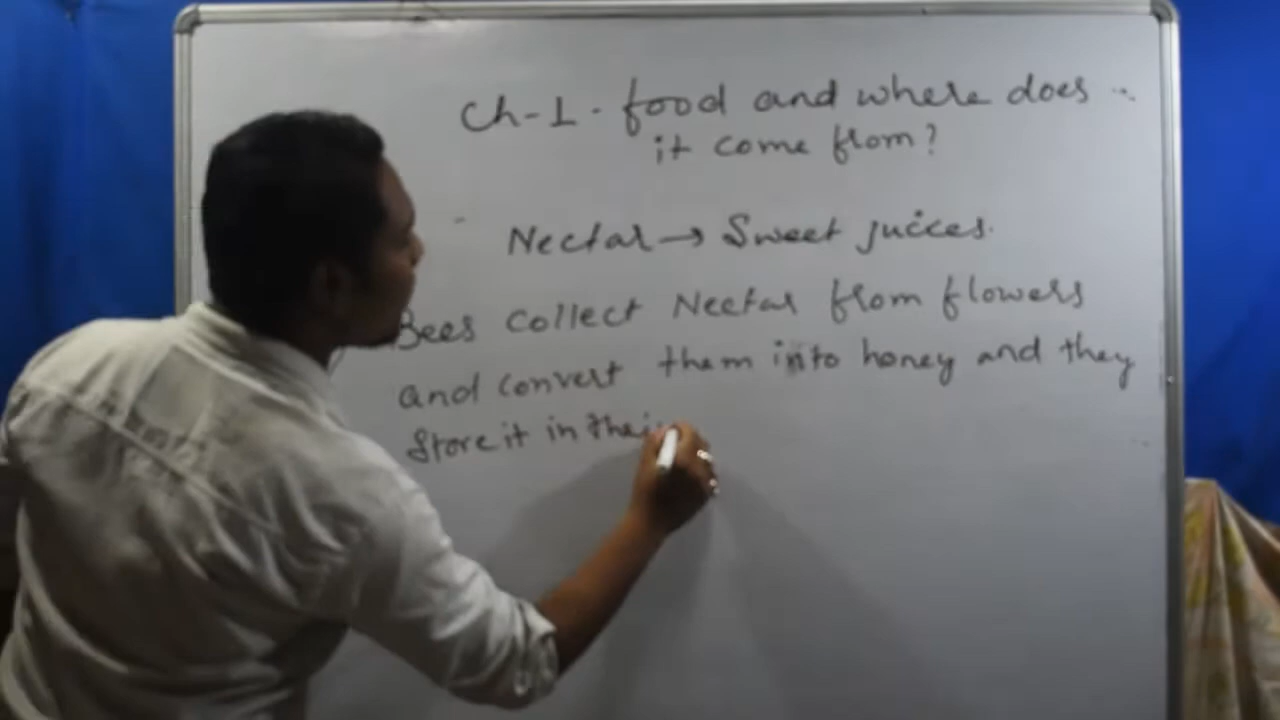 Ch-1. food and where does ..
it come from?
Nectar → Sweet juices.
Bees collect Nectar from flowers
and convert them into honey and they
Store it in their